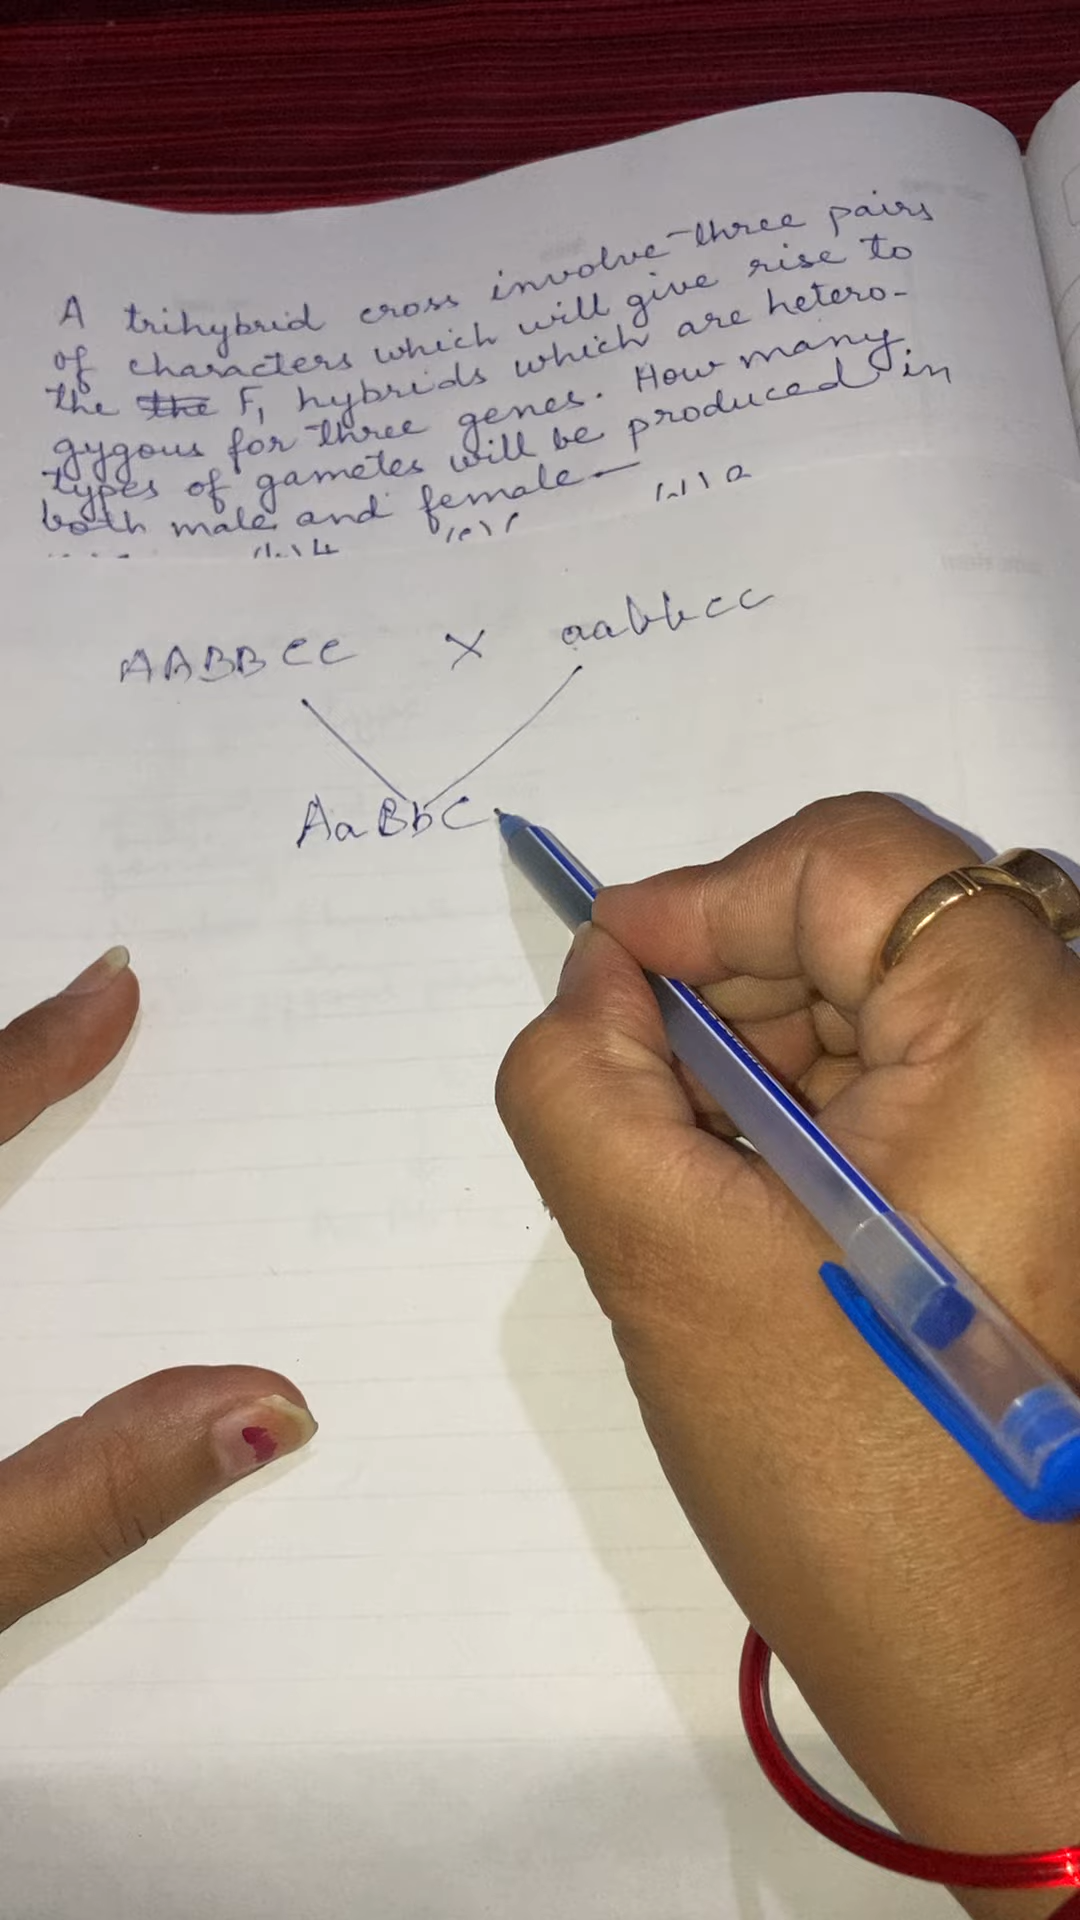 A trihybrid cross involve three pairs
of characters which will give rise to
the the F1 hybrids which are hetero-
gygous for three genes. How many
types of gametes will be produced in
both male and female —
AABBCC X aabbcc
AaBbC